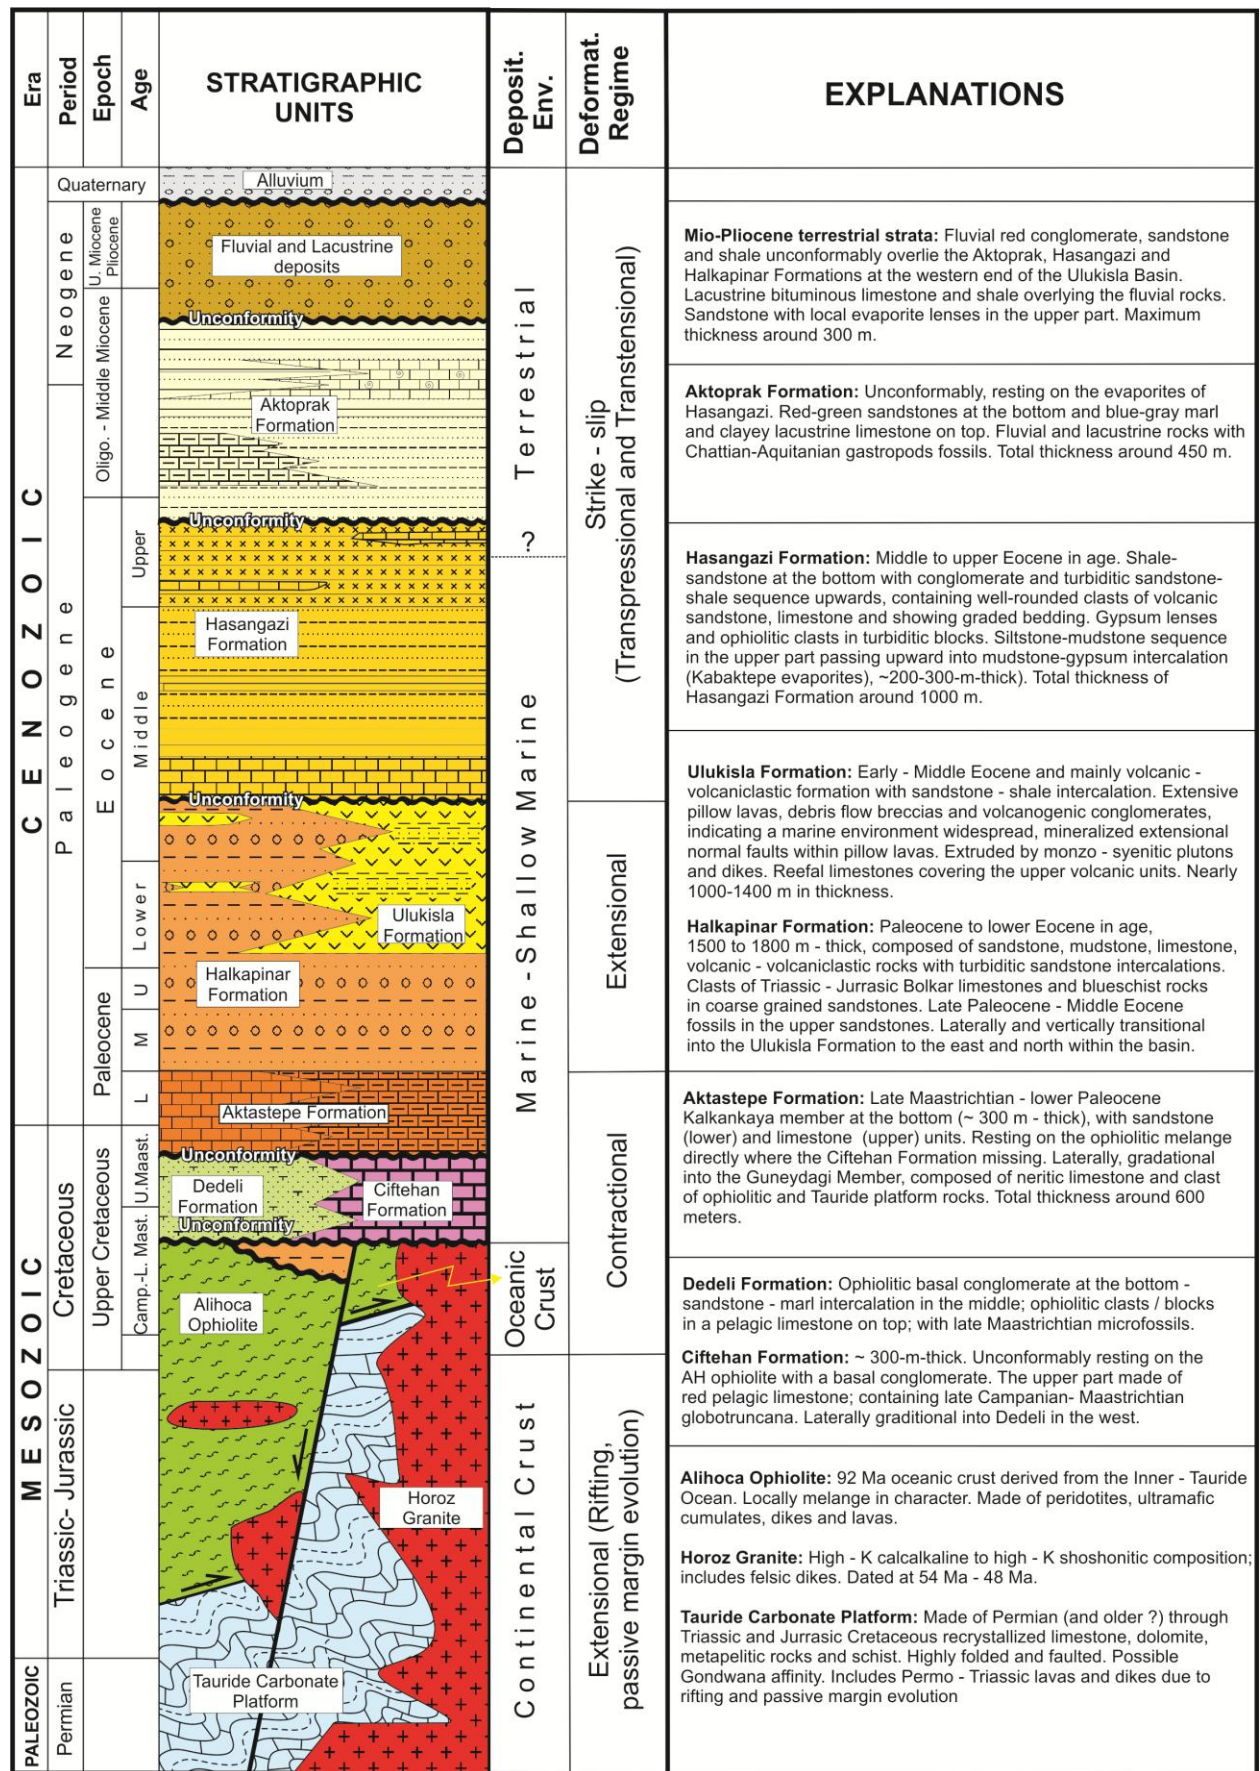 Era
Period
Epoch
Age
STRATIGRAPHIC
UNITS
Deposit.
Env.
Deformat.
Regime
EXPLANATIONS
CENOZOIC
MESOZOIC
PALEOZOIC
Quaternary
Neogene
Paleogene
Cretaceous
Triassic- Jurassic
Permian
U. Miocene
Pliocene
Oligo. - Middle Miocene
Eocene
Paleocene
Upper Cretaceous
Upper
Middle
Lower
U
M
L
U.Maast.
Camp.-L. Mast.
Alluvium
Fluvial and Lacustrine
deposits
Unconformity
Aktoprak
Formation
Unconformity
Hasangazi
Formation
Unconformity
Ulukisla
Formation
Halkapinar
Formation
Aktastepe Formation
Unconformity
Dedeli
Formation
Ciftehan
Formation
Unconformity
Alihoca
Ophiolite
Horoz
Granite
Tauride Carbonate
Platform
Terrestrial
.?
Marine - Shallow Marine
Oceanic
Crust
Continental Crust
Strike - slip
(Transpressional and Transtensional)
Extensional
Contractional
Extensional (Rifting,
passive margin evolution)
Mio-Pliocene terrestrial strata: Fluvial red conglomerate, sandstone
and shale unconformably overlie the Aktoprak, Hasangazi and
Halkapinar Formations at the western end of the Ulukisla Basin.
Lacustrine bituminous limestone and shale overlying the fluvial rocks.
Sandstone with local evaporite lenses in the upper part. Maximum
thickness around 300 m.
Aktoprak Formation: Unconformably, resting on the evaporites of
Hasangazi. Red-green sandstones at the bottom and blue-gray marl
and clayey lacustrine limestone on top. Fluvial and lacustrine rocks with
Chattian-Aquitanian gastropods fossils. Total thickness around 450 m.
Hasangazi Formation: Middle to upper Eocene in age. Shale-
sandstone at the bottom with conglomerate and turbiditic sandstone-
shale sequence upwards, containing well-rounded clasts of volcanic
sandstone, limestone and showing graded bedding. Gypsum lenses
and ophiolitic clasts in turbiditic blocks. Siltstone-mudstone sequence
in the upper part passing upward into mudstone-gypsum intercalation
(Kabaktepe evaporites), ~200-300-m-thick). Total thickness of
Hasangazi Formation around 1000 m.
Ulukisla Formation: Early - Middle Eocene and mainly volcanic -
volcaniclastic formation with sandstone - shale intercalation. Extensive
pillow lavas, debris flow breccias and volcanogenic conglomerates,
indicating a marine environment widespread, mineralized extensional
normal faults within pillow lavas. Extruded by monzo - syenitic plutons
and dikes. Reefal limestones covering the upper volcanic units. Nearly
1000-1400 m in thickness.
Halkapinar Formation: Paleocene to lower Eocene in age,
1500 to 1800 m - thick, composed of sandstone, mudstone, limestone,
volcanic - volcaniclastic rocks with turbiditic sandstone intercalations.
Clasts of Triassic - Jurrasic Bolkar limestones and blueschist rocks
in coarse grained sandstones. Late Paleocene - Middle Eocene
fossils in the upper sandstones. Laterally and vertically transitional
into the Ulukisla Formation to the east and north within the basin.
Aktastepe Formation: Late Maastrichtian - lower Paleocene
Kalkankaya member at the bottom (~ 300 m - thick), with sandstone
(lower) and limestone (upper) units. Resting on the ophiolitic melange
directly where the Ciftehan Formation missing. Laterally, gradational
into the Guneydagi Member, composed of neritic limestone and clast
of ophiolitic and Tauride platform rocks. Total thickness around 600
meters.
Dedeli Formation: Ophiolitic basal conglomerate at the bottom -
sandstone - marl intercalation in the middle; ophiolitic clasts / blocks
in a pelagic limestone on top; with late Maastrichtian microfossils.
Ciftehan Formation: ~ 300-m-thick. Unconformably resting on the
AH ophiolite with a basal conglomerate. The upper part made of
red pelagic limestone; containing late Campanian- Maastrichtian
globotruncana. Laterally graditional into Dedeli in the west.
Alihoca Ophiolite: 92 Ma oceanic crust derived from the Inner - Tauride
Ocean. Locally melange in character. Made of peridotites, ultramafic
cumulates, dikes and lavas.
Horoz Granite: High - K calcalkaline to high - K shoshonitic composition;
includes felsic dikes. Dated at 54 Ma - 48 Ma.
Tauride Carbonate Platform: Made of Permian (and older ?) through
Triassic and Jurrasic Cretaceous recrystallized limestone, dolomite,
metapelitic rocks and schist. Highly folded and faulted. Possible
Gondwana affinity. Includes Permo - Triassic lavas and dikes due to
rifting and passive margin evolution